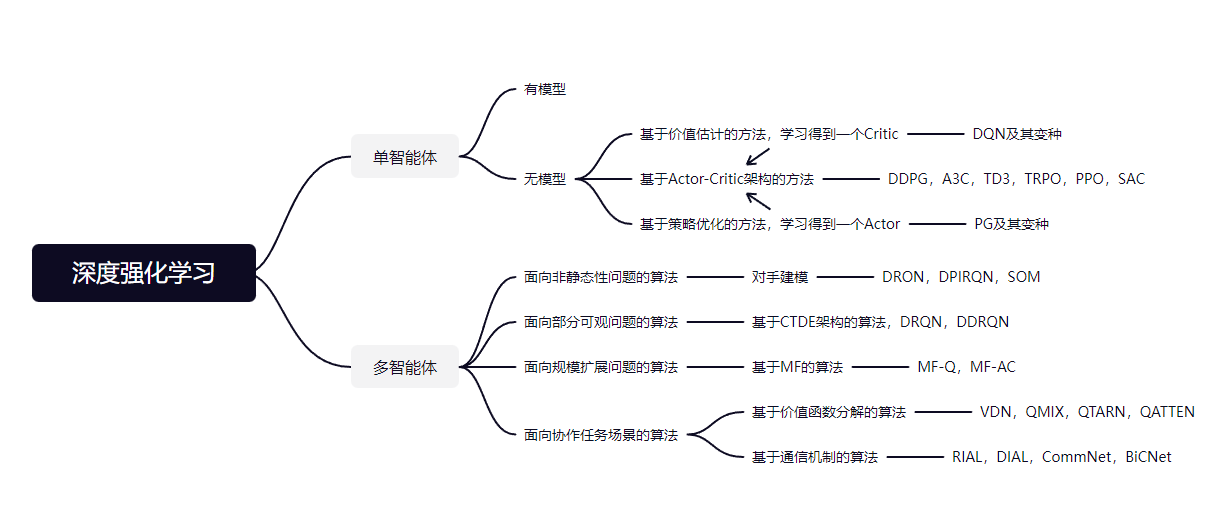 深度强化学习
单智能体
有模型
无模型
基于价值估计的方法，学习得到一个Critic
DQN及其变种
基于Actor-Critic架构的方法
DDPG，A3C，TD3，TRPO，PPO，SAC
基于策略优化的方法，学习得到一个Actor
PG及其变种
多智能体
面向非静态性问题的算法
对手建模
DRON，DPIRQN，SOM
面向部分可观问题的算法
基于CTDE架构的算法，DRQN，DDRQN
面向规模扩展问题的算法
基于MF的算法
MF-Q，MF-AC
面向协作任务场景的算法
基于价值函数分解的算法
VDN，QMIX，QTARN，QATTEN
基于通信机制的算法
RIAL，DIAL，CommNet，BiCNet